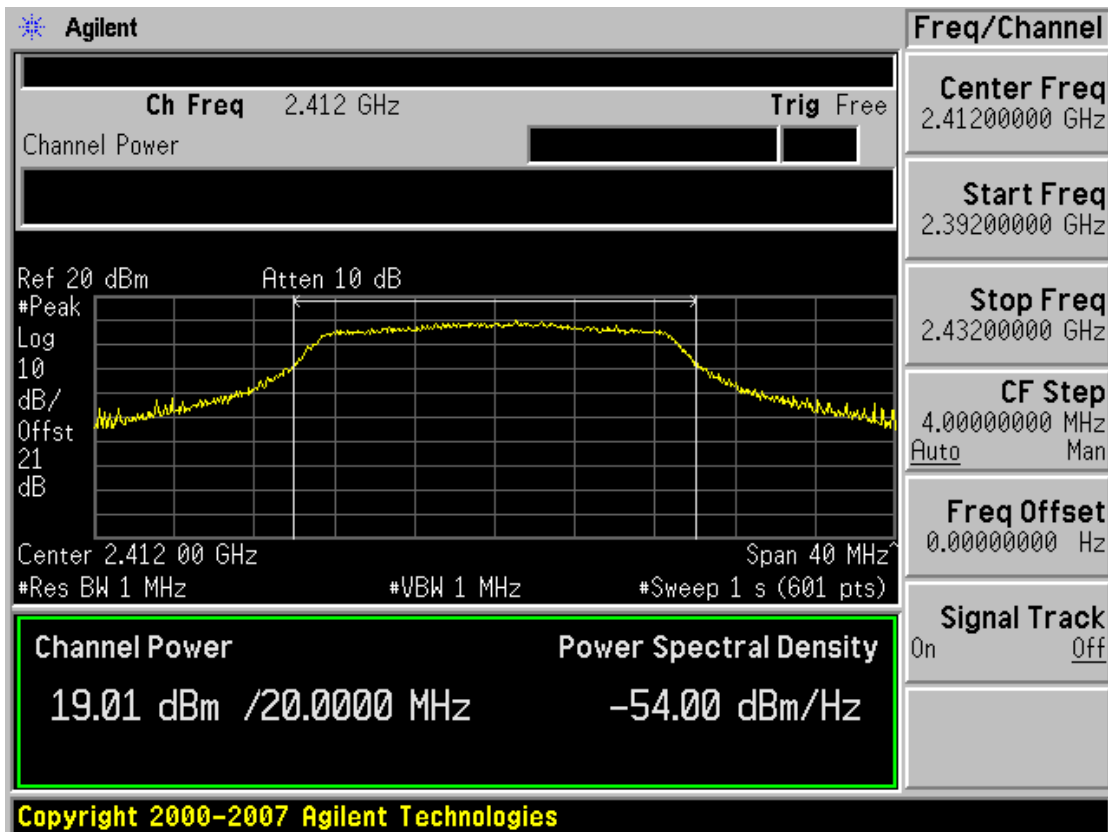 Agilent
Freq/Channel
Ch Freq 2.412 GHz Trig Free
Channel Power
Ref 20 dBm Atten 10 dB
#Peak
Log
10
dB/
Offst
21
dB
Center 2.412 00 GHz Span 40 MHz^
#Res BW 1 MHz #VBW 1 MHz #Sweep 1 s (601 pts)
Channel Power Power Spectral Density
19.01 dBm /20.0000 MHz -54.00 dBm/Hz
Copyright 2000-2007 Agilent Technologies
Center Freq
2.41200000 GHz
Start Freq
2.39200000 GHz
Stop Freq
2.43200000 GHz
CF Step
4.00000000 MHz
Auto Man
Freq Offset
0.00000000 Hz
Signal Track
On Off